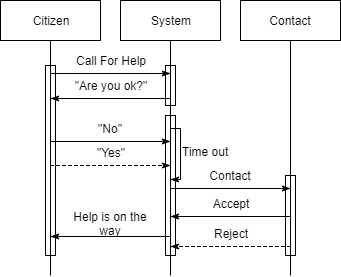 Citizen
System
Contact
Call For Help
"Are you ok?"
"No"
"Yes"
Time out
Contact
Accept
Help is on the
way
Reject